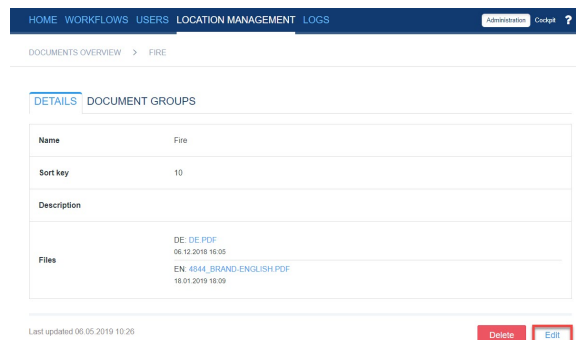 HOME WORKFLOWS USERS LOCATION MANAGEMENT LOGS Administration Cockpit ?
DOCUMENTS OVERVIEW > FIRE
DETAILS DOCUMENT GROUPS
Name Fire
Sort key 10
Description
Files
DE: DE.PDF
06.12.2018 16:05
EN: 4844_BRAND-ENGLISH.PDF
18.01.2019 18:09
Last updated 06.05.2019 10:26 Delete Edit